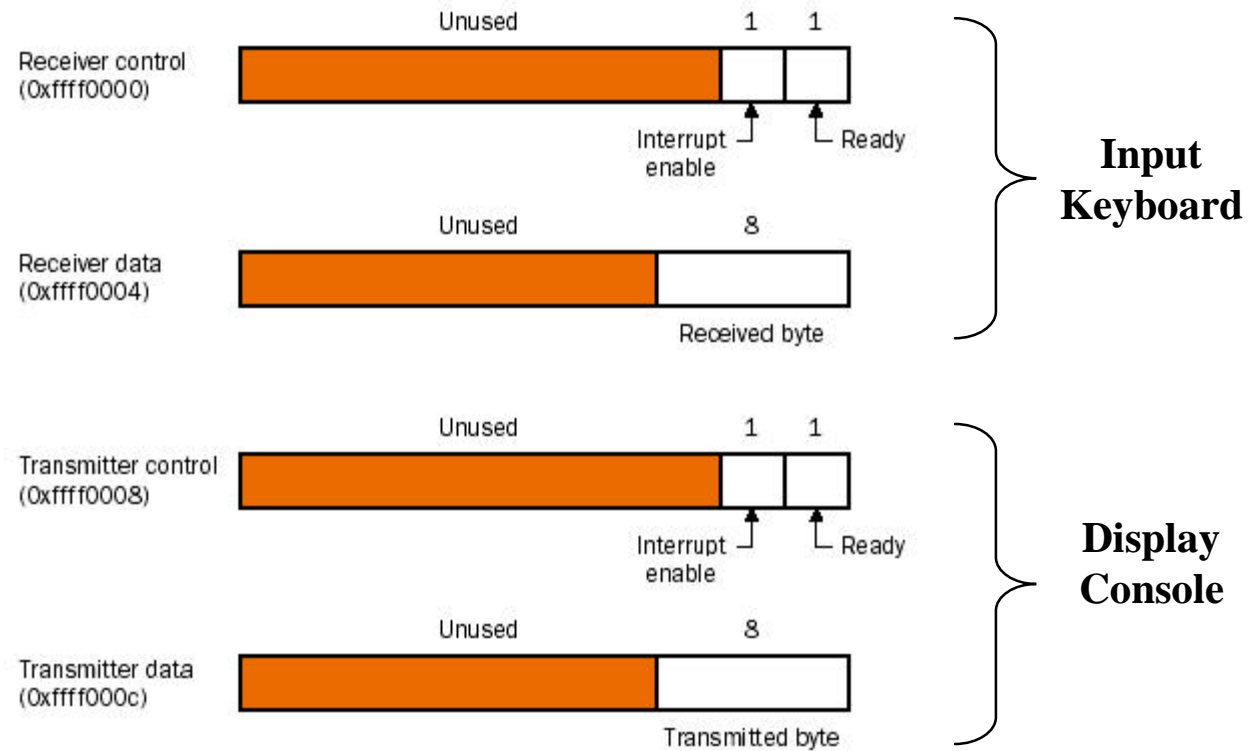 Unused 1 1
Receiver control
(0xffff0000)
Interrupt
enable
Ready
Input
Keyboard
Unused 8
Receiver data
(0xffff0004)
Received byte
Unused 1 1
Transmitter control
(0xffff0008)
Interrupt
enable
Ready
Display
Console
Unused 8
Transmitter data
(0xffff000c)
Transmitted byte